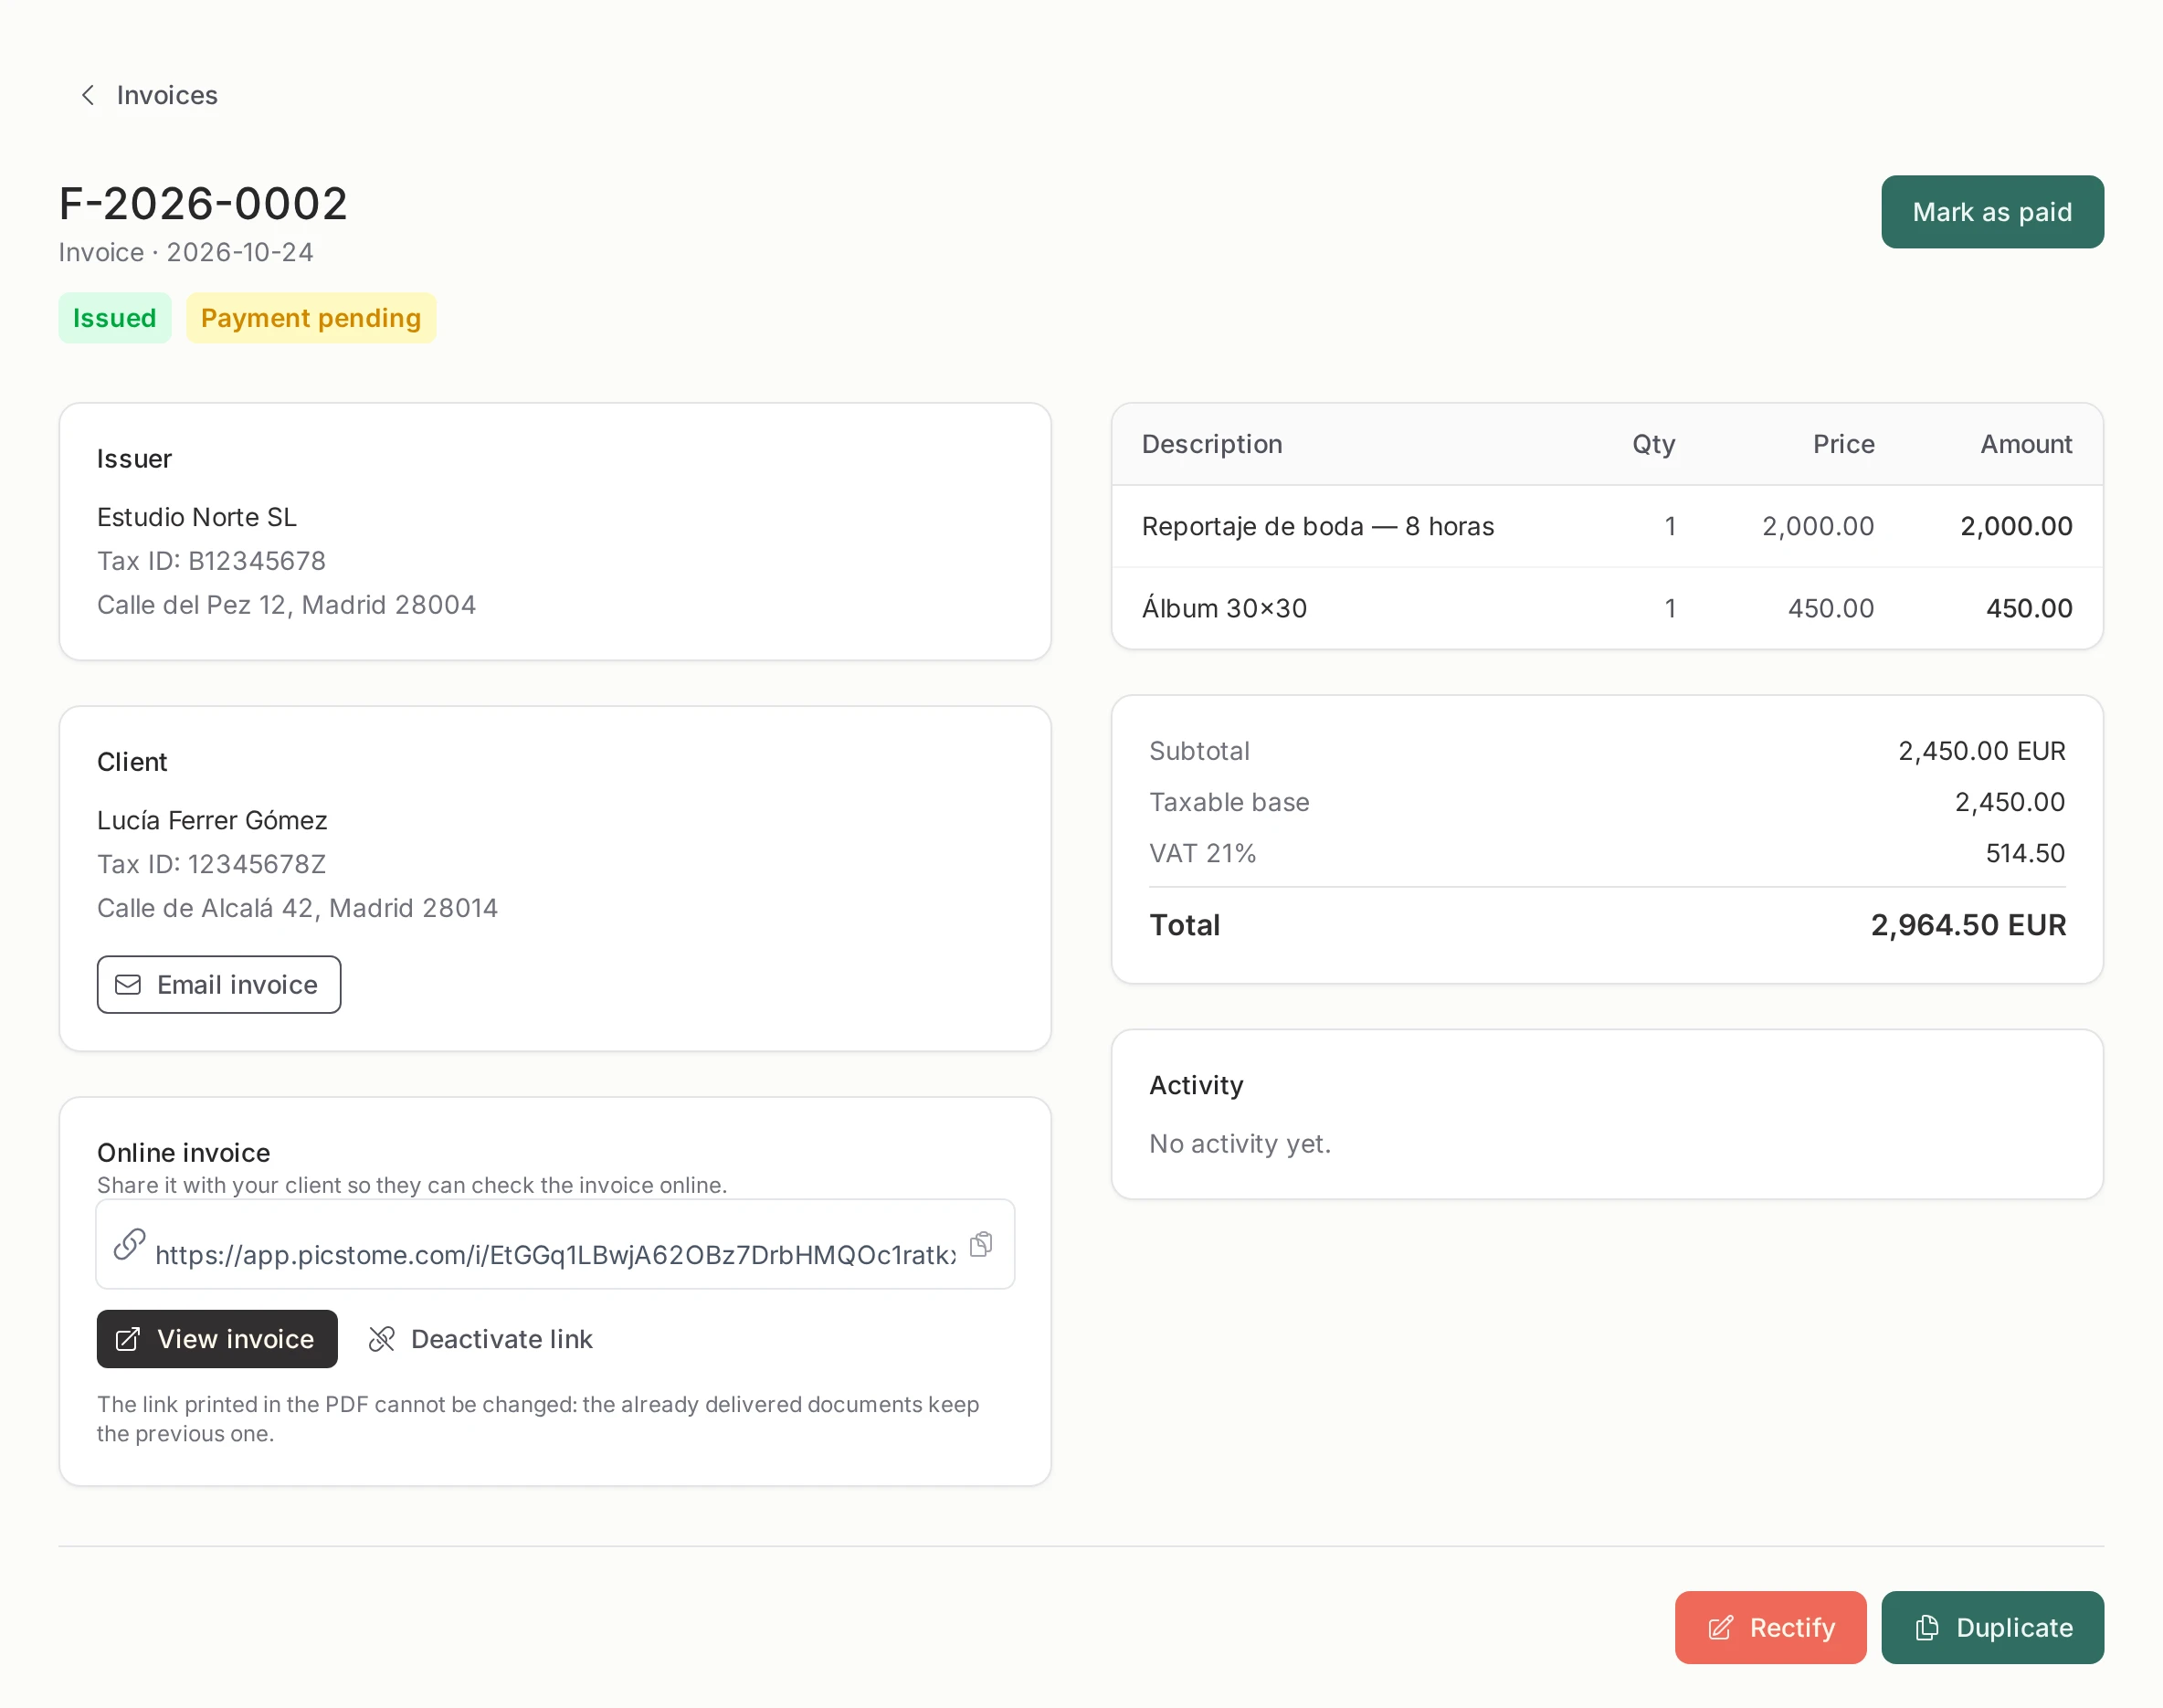 Invoices
F-2026-0002
Mark as paid
Invoice · 2026-10-24
Issued
Payment pending
Issuer
Estudio Norte SL
Tax ID: B12345678
Calle del Pez 12, Madrid 28004
Client
Lucía Ferrer Gómez
Tax ID: 12345678Z
Calle de Alcalá 42, Madrid 28014
Email invoice
Online invoice
Share it with your client so they can check the invoice online.
https://app.picstome.com/i/EtGGq1LBwjA62OBz7DrbHMQOc1ratk
View invoice
Deactivate link
The link printed in the PDF cannot be changed: the already delivered documents keep
the previous one.
Description Qty Price Amount
Reportaje de boda — 8 horas 1 2,000.00 2,000.00
Álbum 30×30 1 450.00 450.00
Subtotal 2,450.00 EUR
Taxable base 2,450.00
VAT 21% 514.50
Total 2,964.50 EUR
Activity
No activity yet.
Rectify
Duplicate